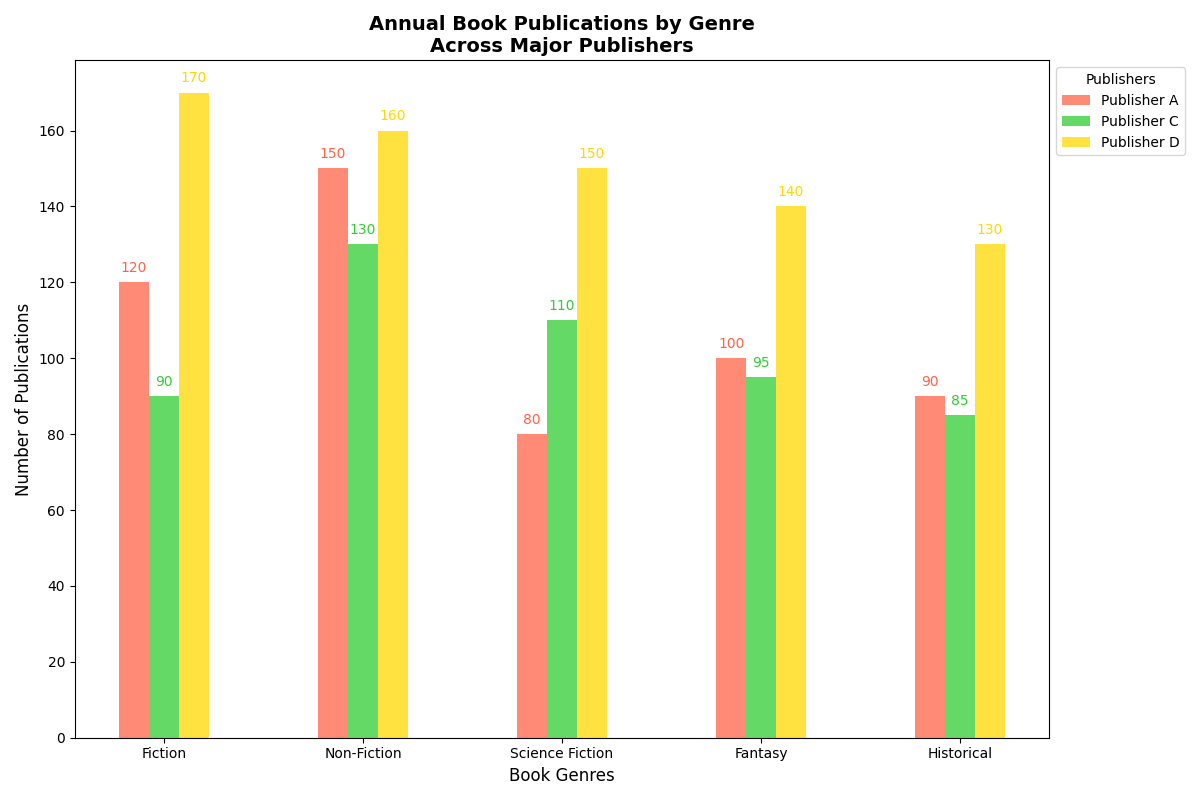 Annual Book Publications by Genre
Across Major Publishers
Publishers
Publisher A
Publisher C
Publisher D
Number of Publications
160
140
120
100
80
60
40
20
0
120
90
170
150
130
160
80
110
150
100
95
140
90
85
130
Fiction
Non-Fiction
Science Fiction
Fantasy
Historical
Book Genres